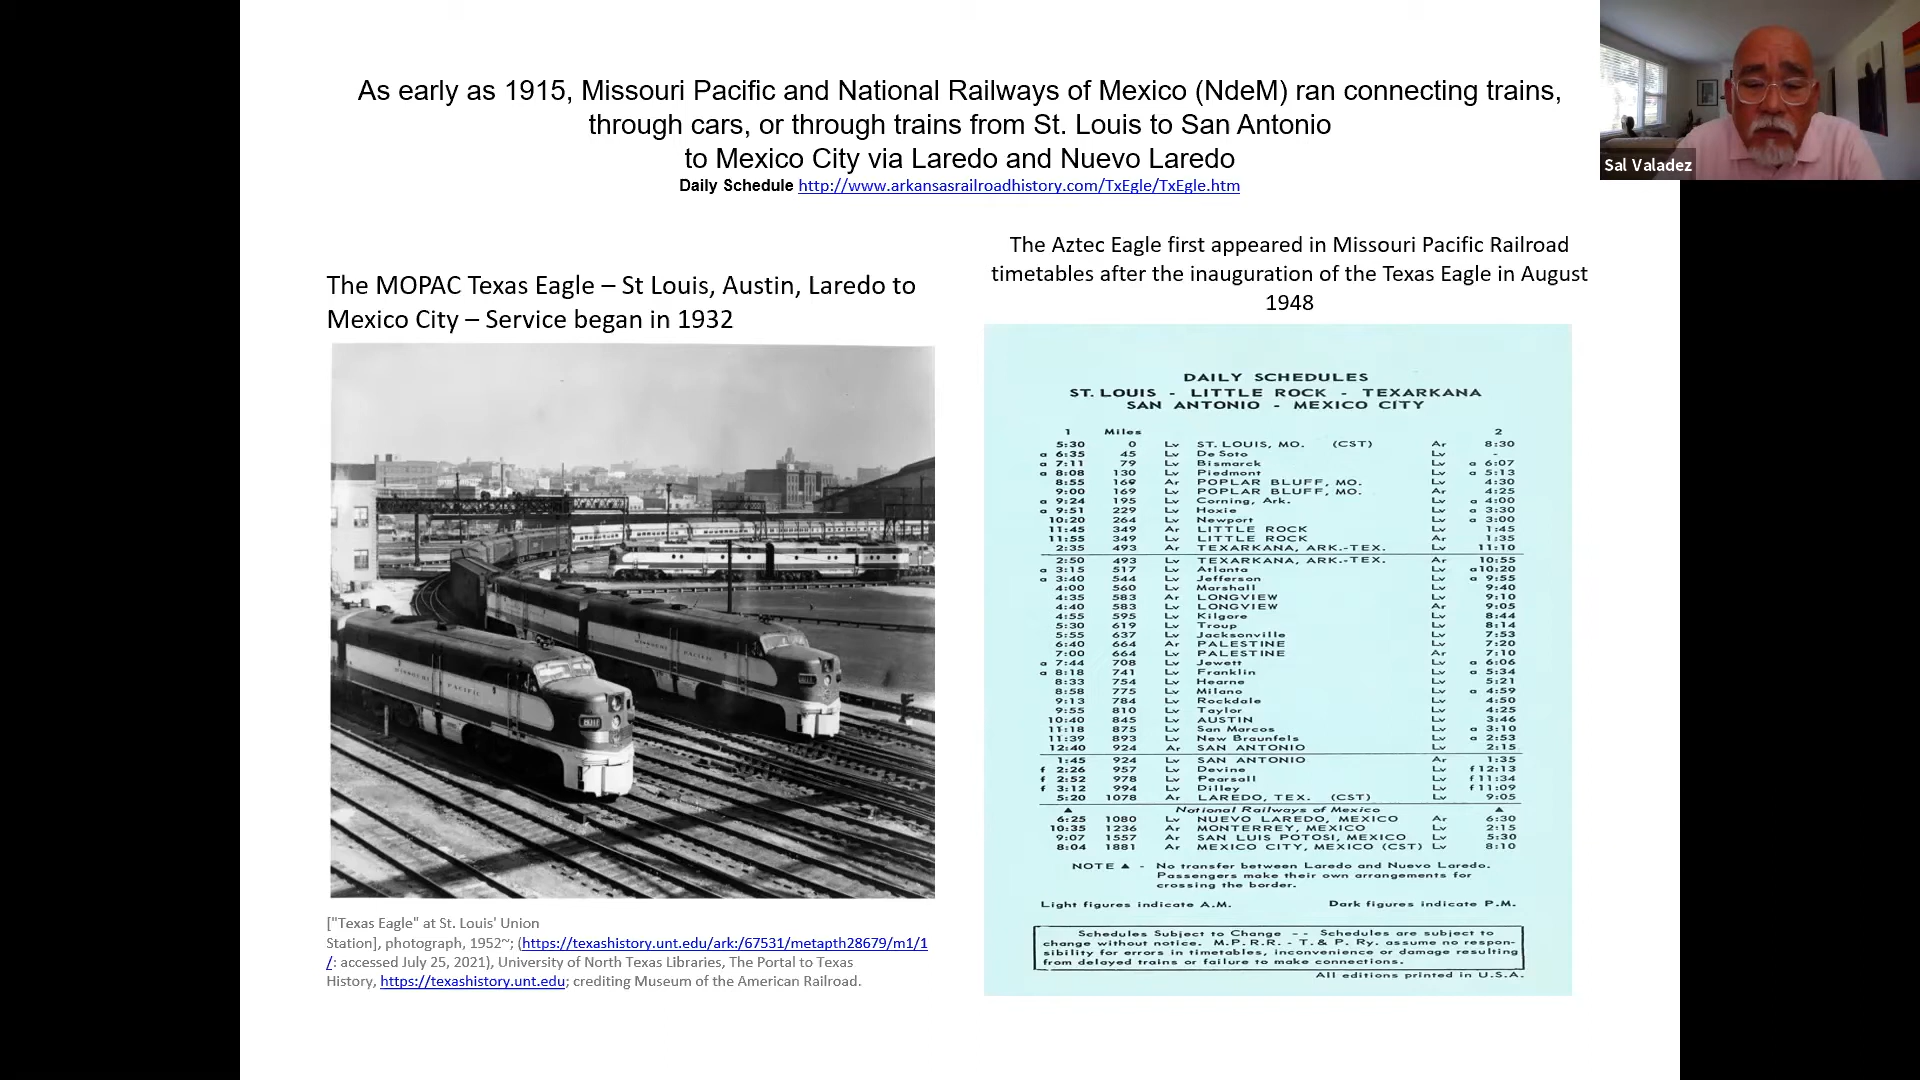 As early as 1915, Missouri Pacific and National Railways of Mexico (NdeM) ran connecting trains,
through cars, or through trains from St. Louis to San Antonio
to Mexico City via Laredo and Nuevo Laredo
Daily Schedule http://www.arkansasrailroadhistory.com/TxEgle/TxEgle.htm
Sal Valadez
The MOPAC Texas Eagle – St Louis, Austin, Laredo to
Mexico City – Service began in 1932
MISSOURI PACIFIC
MISSOURI PACIFIC
["Texas Eagle" at St. Louis' Union
Station], photograph, 1952~; (https://texashistory.unt.edu/ark:/67531/metapth28679/m1/1
/: accessed July 25, 2021), University of North Texas Libraries, The Portal to Texas
History, https://texashistory.unt.edu; crediting Museum of the American Railroad.
The Aztec Eagle first appeared in Missouri Pacific Railroad
timetables after the inauguration of the Texas Eagle in August
1948
DAILY SCHEDULES
ST. LOUIS - LITTLE ROCK - TEXARKANA
SAN ANTONIO - MEXICO CITY
1 Miles 2
5:30 0 Lv ST. LOUIS, MO. (CST) Ar 8:30
a 6:35 45 Lv De Soto Lv -
a 7:11 79 Lv Bismarck Lv a 6:07
a 8:08 130 Lv Piedmont Lv a 5:13
8:55 169 Ar POPLAR BLUFF, MO. Lv 4:30
9:00 169 Lv POPLAR BLUFF, MO. Ar 4:25
a 9:24 195 Lv Corning, Ark. Lv a 4:00
a 9:51 229 Lv Hoxie Lv a 3:30
10:20 264 Lv Newport Lv a 3:00
11:45 349 Ar LITTLE ROCK Lv 1:45
11:55 349 Lv LITTLE ROCK Ar 1:35
2:35 493 Ar TEXARKANA, ARK.-TEX. Lv 11:10
2:50 493 Lv TEXARKANA, ARK.-TEX. Ar 10:55
a 3:15 517 Lv Atlanta Lv a10:20
a 3:40 544 Lv Jefferson Lv a 9:55
4:00 560 Lv Marshall Lv 9:40
4:35 583 Ar LONGVIEW Lv 9:10
4:40 583 Lv LONGVIEW Ar 9:05
4:55 595 Lv Kilgore Lv 8:44
5:30 619 Lv Troup Lv 8:14
5:55 637 Lv Jacksonville Lv 7:53
6:40 664 Ar PALESTINE Lv 7:20
7:00 664 Lv PALESTINE Ar 7:10
a 7:44 708 Lv Jewett Lv a 6:06
a 8:18 741 Lv Franklin Lv a 5:34
8:33 754 Lv Hearne Lv 5:21
8:58 775 Lv Milano Lv a 4:59
9:13 784 Lv Rockdale Lv 4:50
9:55 810 Lv Taylor Lv 4:25
10:40 845 Lv AUSTIN Lv 3:46
11:18 875 Lv San Marcos Lv a 3:10
11:39 893 Lv New Braunfels Lv a 2:53
12:40 924 Ar SAN ANTONIO Lv 2:15
1:45 924 Lv SAN ANTONIO Ar 1:35
f 2:26 957 Lv Devine Lv f12:13
f 2:52 978 Lv Pearsall Lv f11:34
f 3:12 994 Lv Dilley Lv f11:09
5:20 1078 Ar LAREDO, TEX. (CST) Lv 9:05
▲ National Railways of Mexico ▲
6:25 1080 Lv NUEVO LAREDO, MEXICO Ar 6:30
10:35 1236 Ar MONTERREY, MEXICO Lv 2:15
9:07 1557 Ar SAN LUIS POTOSI, MEXICO Lv 5:30
8:04 1881 Ar MEXICO CITY, MEXICO (CST) Lv 8:10
NOTE ▲ - No transfer between Laredo and Nuevo Laredo.
Passengers make their own arrangements for
crossing the border.
Light figures indicate A.M. Dark figures indicate P.M.
Schedules Subject to Change -- Schedules are subject to
change without notice. M.P.R.R. - T. & P. Ry. assume no respon-
sibility for errors in timetables, inconvenience or damage resulting
from delayed trains or failure to make connections.
All editions printed in U.S.A.